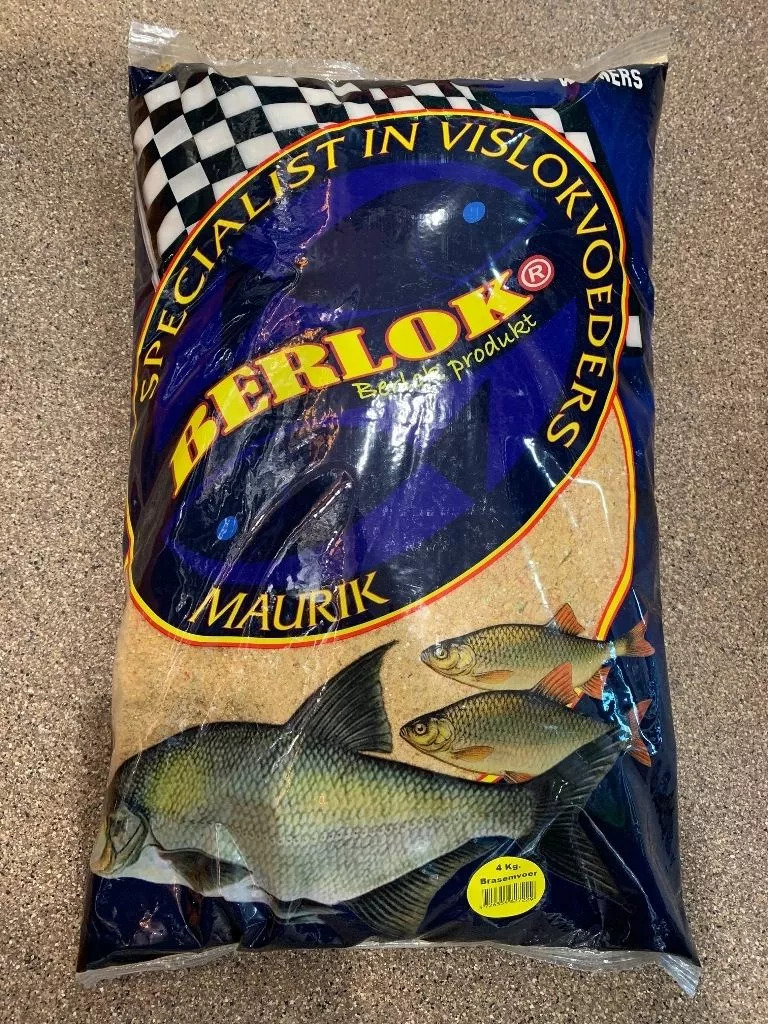 SPECIALIST IN VISLOKVOEDERS
BERLOK®
Berlok produkt
MAURIK
4 Kg.
Brasemvoer